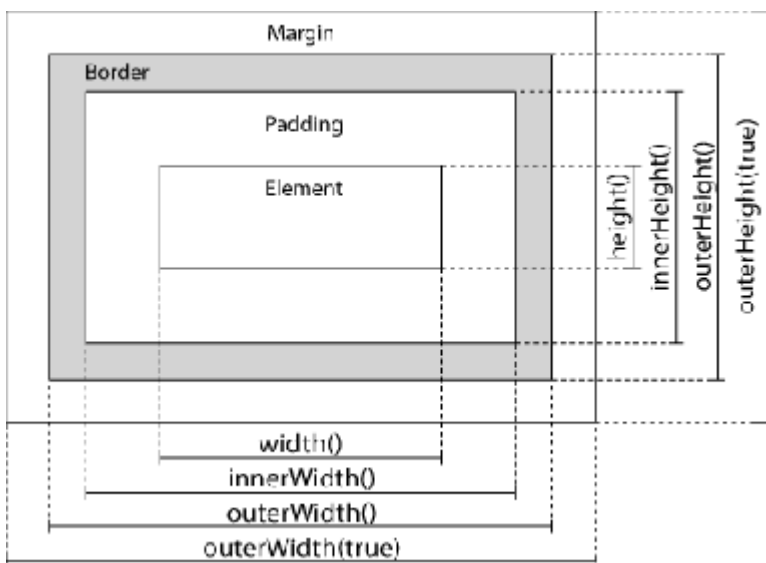 Margin
Border
Padding
Element
height()
innerHeight()
outerHeight()
outerHeight(true)
width()
innerWidth()
outerWidth()
outerWidth(true)